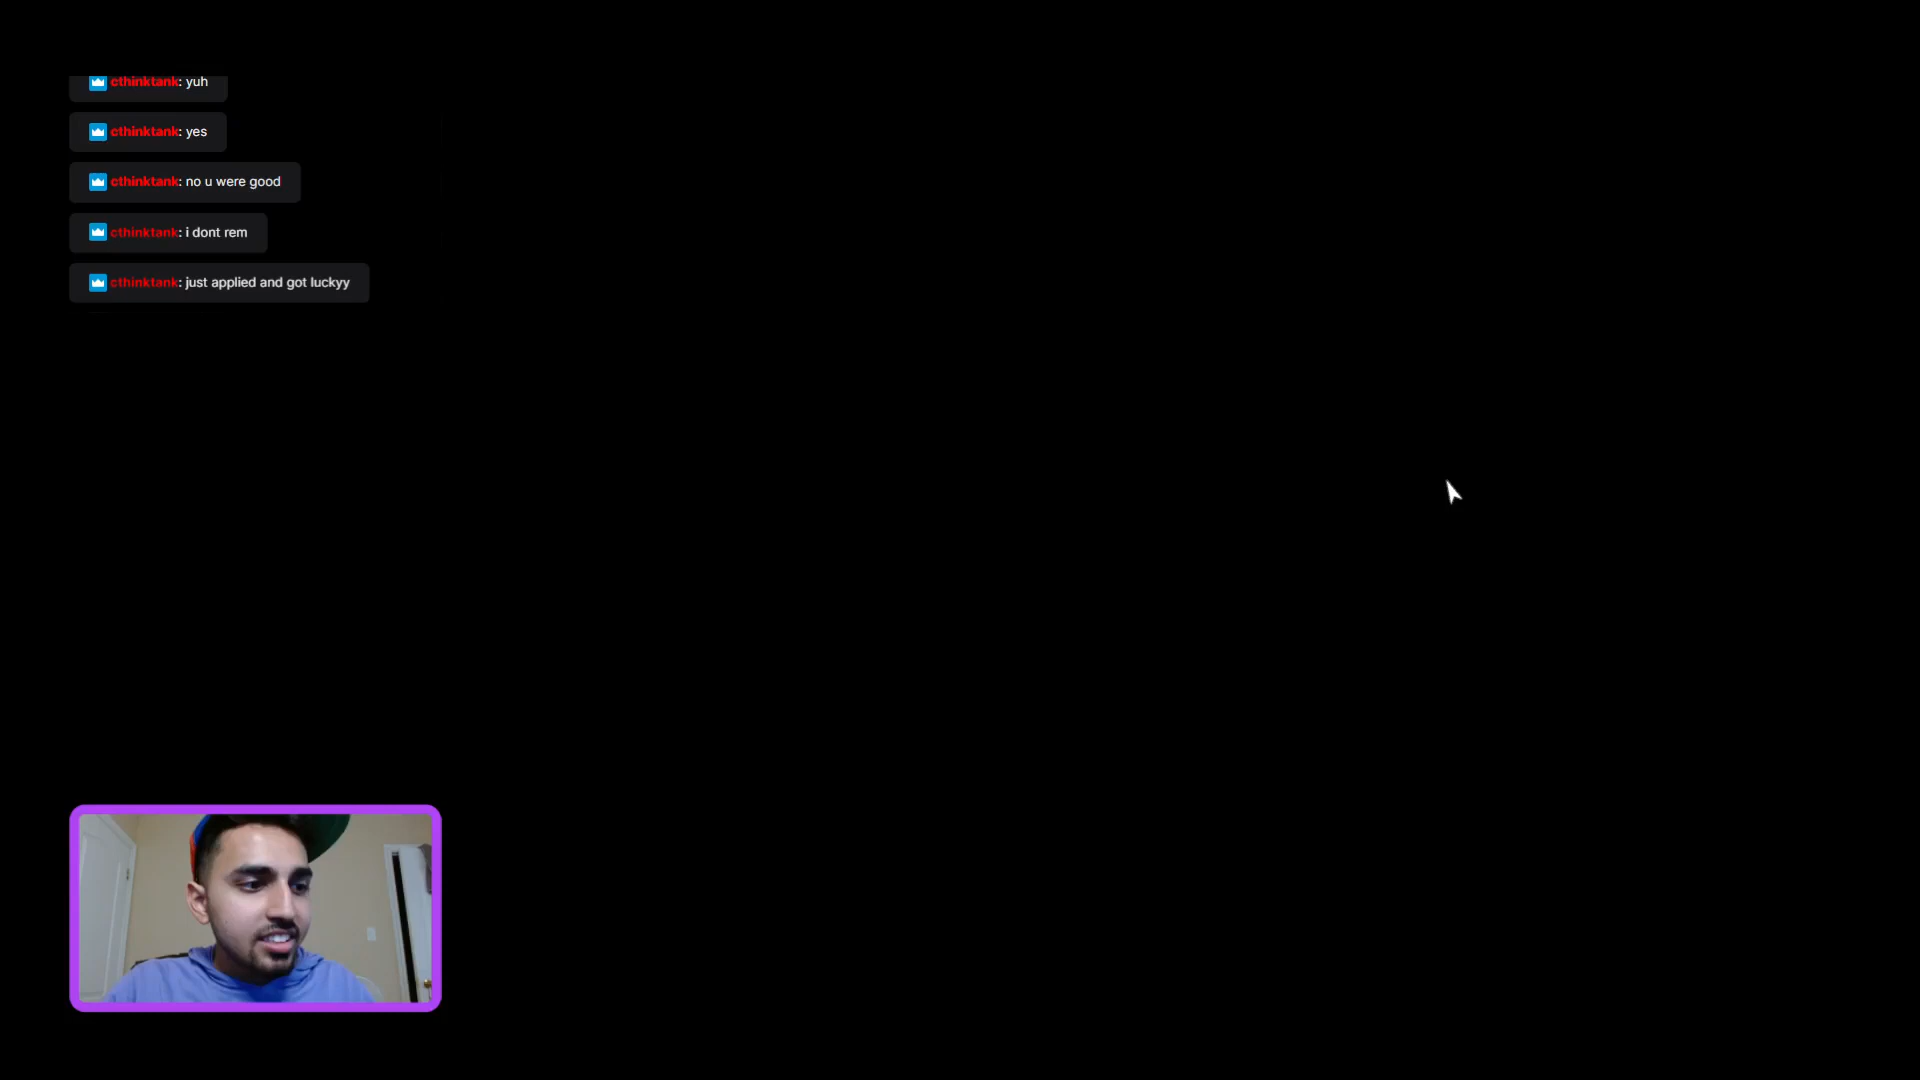 cthinktank: yuh
cthinktank: yes
cthinktank: no u were good
cthinktank: i dont rem
cthinktank: just applied and got luckyy